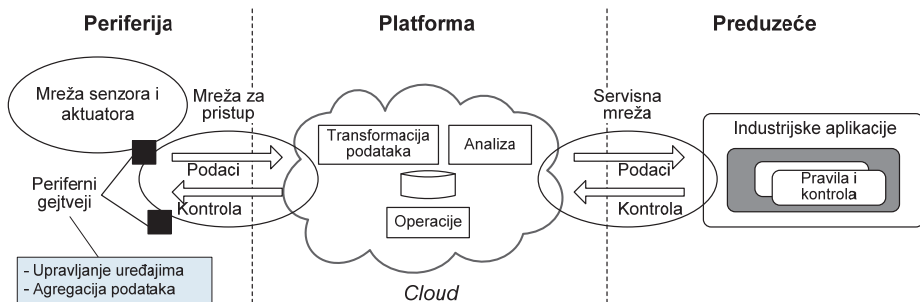 Periferija
Platforma
Preduzeće
Mreža senzora i
aktuatora
Mreža za
pristup
Podaci
Kontrola
Periferni
gejtveji
- Upravljanje uređajima
- Agregacija podataka
Transformacija
podataka
Analiza
Operacije
Cloud
Servisna
mreža
Podaci
Kontrola
Industrijske aplikacije
Pravila i
kontrola